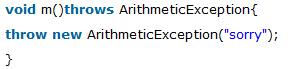 void m()throws ArithmeticException{
throw new ArithmeticException("sorry");
}